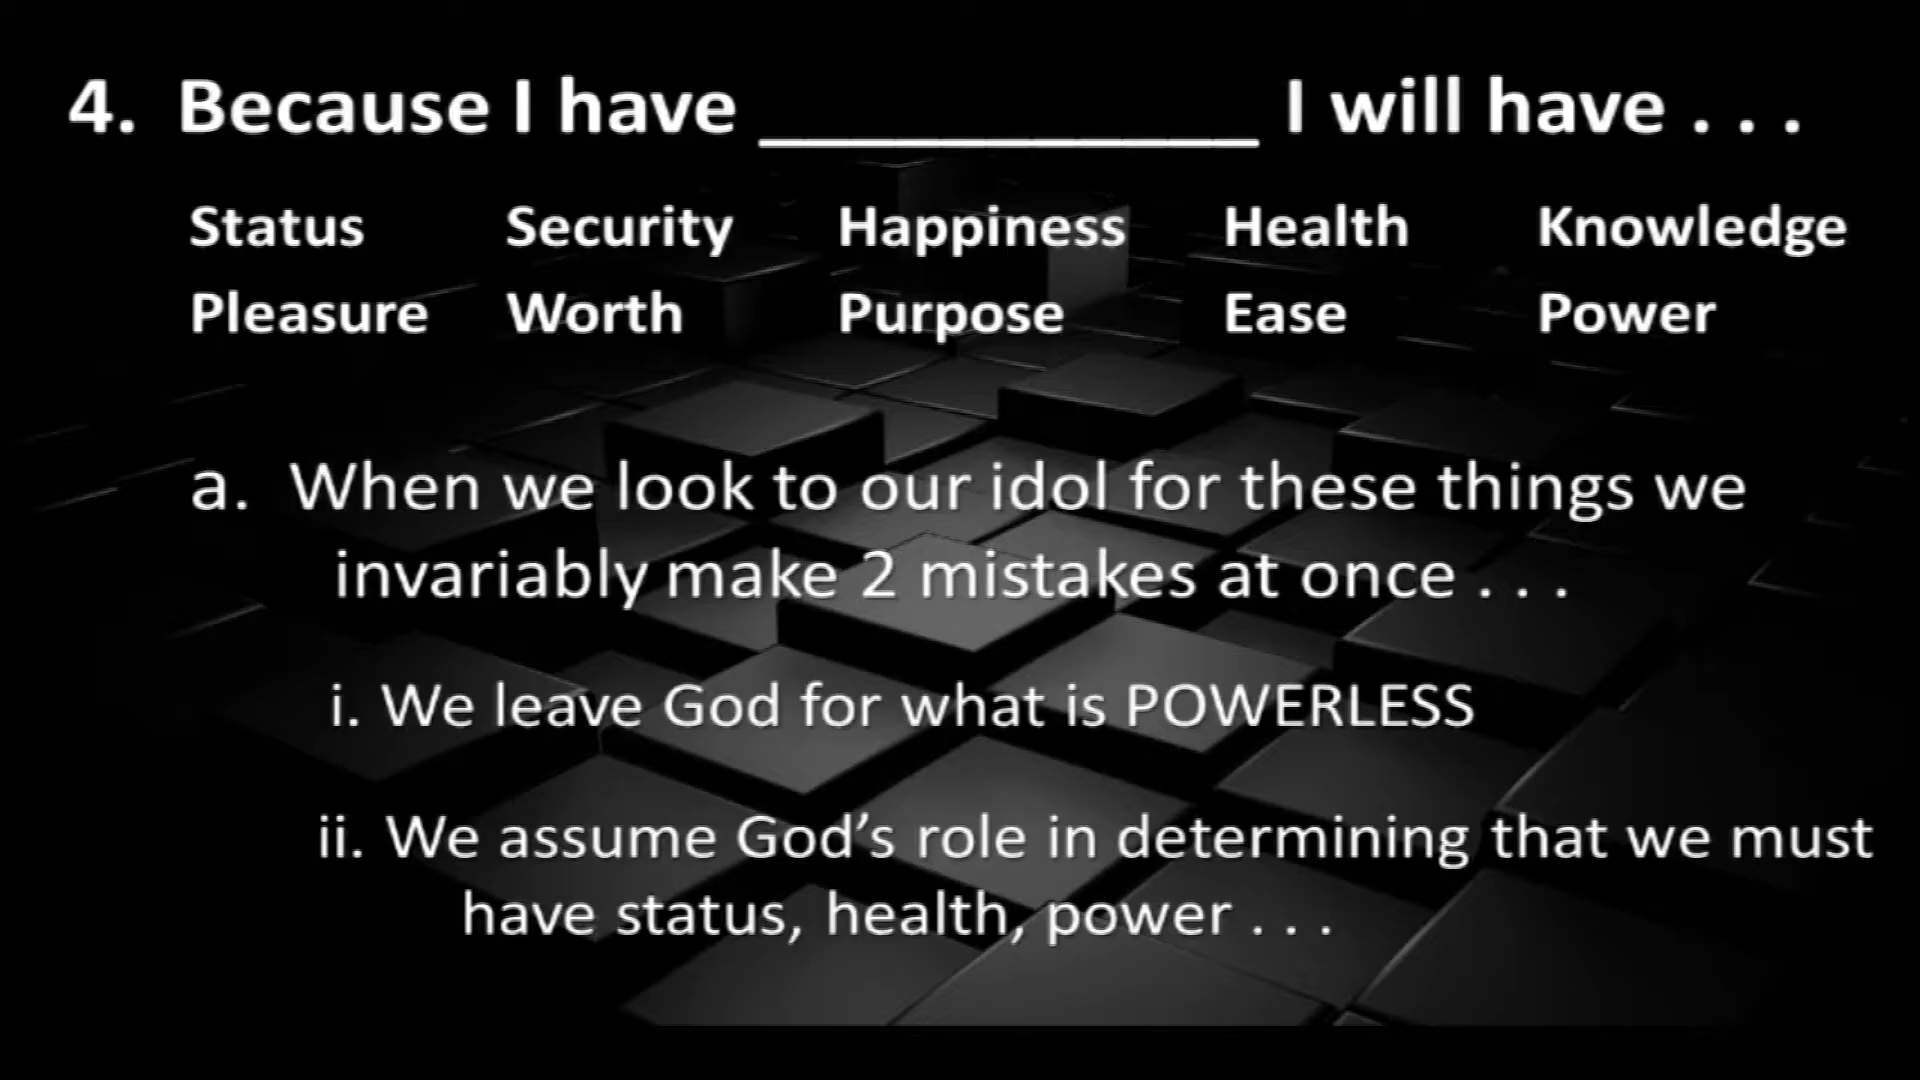 4. Because I have _____________ I will have . . .
Status Security Happiness Health Knowledge
Pleasure Worth Purpose Ease Power
a. When we look to our idol for these things we
invariably make 2 mistakes at once . . .
i. We leave God for what is POWERLESS
ii. We assume God’s role in determining that we must
have status, health, power . . .